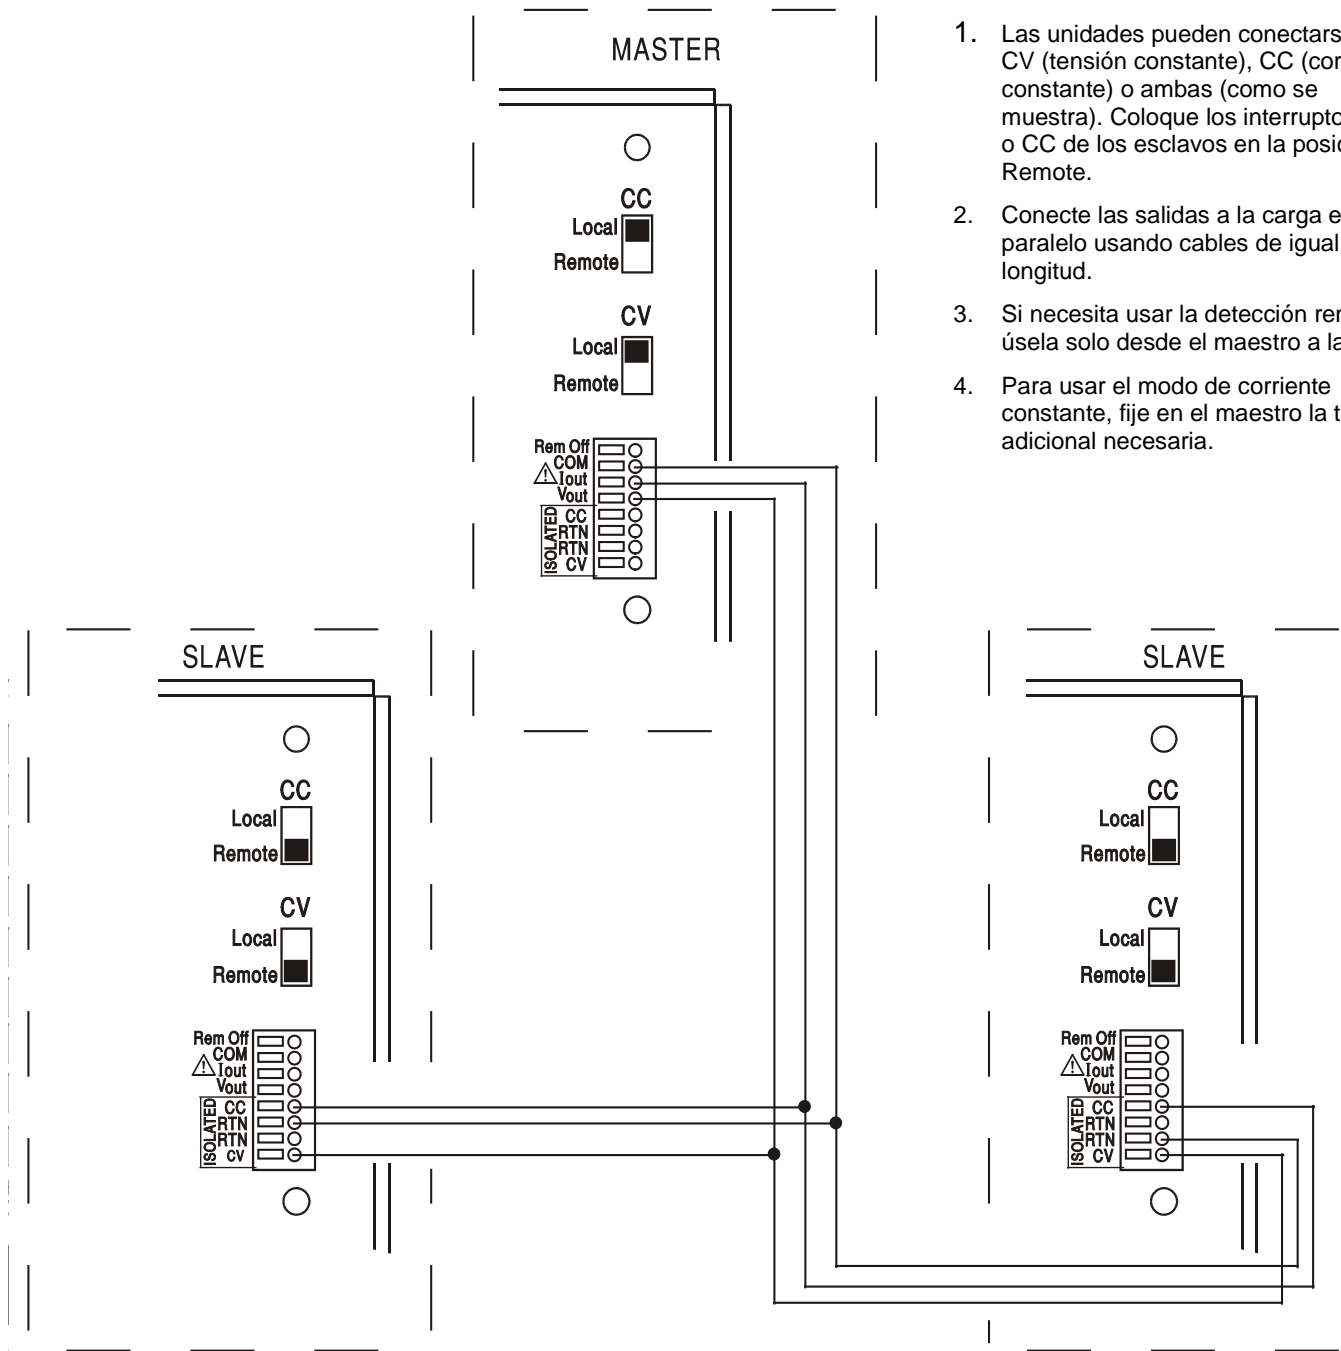 MASTER
CC
Local
Remote
CV
Local
Remote
Rem Off
COM
Iout
Vout
ISOLATED
CC
RTN
RTN
CV
1. Las unidades pueden conectars
CV (tensión constante), CC (cor
constante) o ambas (como se
muestra). Coloque los interrupto
o CC de los esclavos en la posic
Remote.
2. Conecte las salidas a la carga e
paralelo usando cables de igual
longitud.
3. Si necesita usar la detección rem
úsela solo desde el maestro a la
4. Para usar el modo de corriente
constante, fije en el maestro la t
adicional necesaria.
SLAVE
CC
Local
Remote
CV
Local
Remote
Rem Off
COM
Iout
Vout
ISOLATED
CC
RTN
RTN
CV
SLAVE
CC
Local
Remote
CV
Local
Remote
Rem Off
COM
Iout
Vout
ISOLATED
CC
RTN
RTN
CV